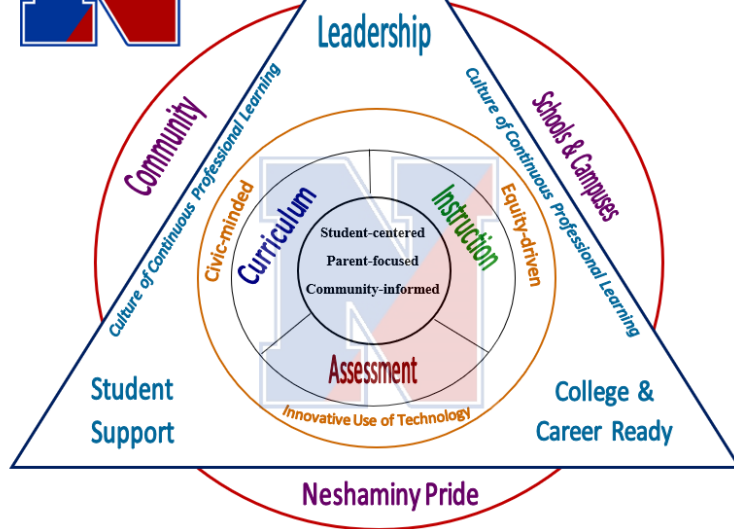 N
Leadership
Community
Culture of Continuous Professional Learning
Schools & Campuses
Culture of Continuous Professional Learning
Civic-minded
Curriculum
Instruction
Equity-driven
Student-centered
Parent-focused
Community-informed
Assessment
Innovative Use of Technology
Student
Support
College &
Career Ready
Neshaminy Pride